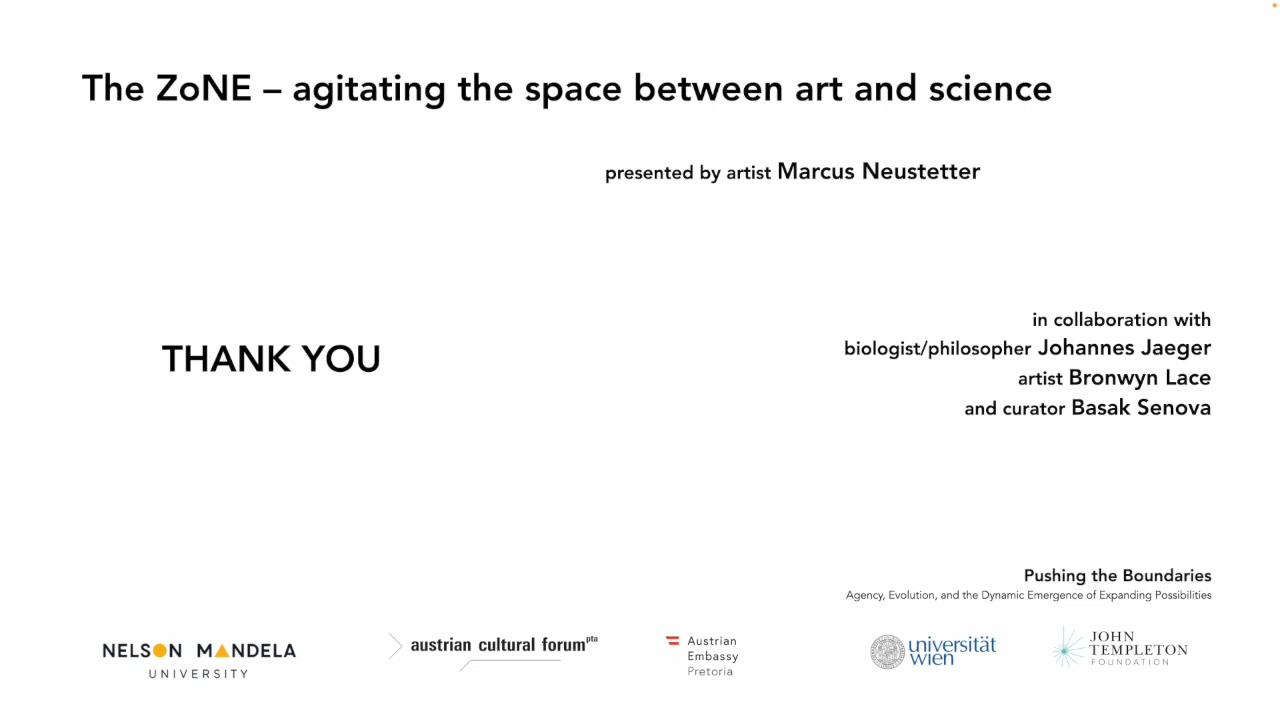 The ZoNE – agitating the space between art and science
presented by artist Marcus Neustetter
THANK YOU
in collaboration with
biologist/philosopher Johannes Jaeger
artist Bronwyn Lace
and curator Basak Senova
Pushing the Boundaries
Agency, Evolution, and the Dynamic Emergence of Expanding Possibilities
NELSON MANDELA
UNIVERSITY
austrian cultural forum pta
Austrian
Embassy
Pretoria
universität
wien
JOHN
TEMPLETON
FOUNDATION